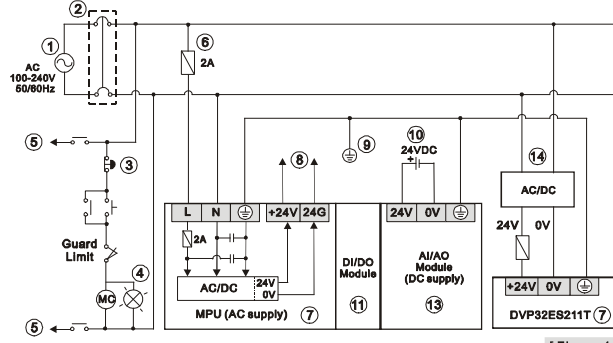 ①
②
AC
100-240V
50/60Hz
⑥
2A
⑤
③
⑧
⑨
⑩
24VDC
+
⑭
AC/DC
24V 0V
L N +24V 24G 24V 0V
2A
Guard
Limit
④
MC
AC/DC
24V
0V
MPU (AC supply) ⑦
DI/DO
Module
⑪
AI/AO
Module
(DC supply)
⑬
+24V 0V
DVP32ES211T ⑦
⑤